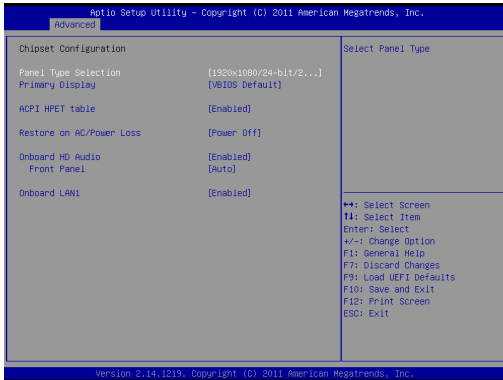 Aptio Setup Utility – Copyright (C) 2011 American Megatrends, Inc.
Advanced
Chipset Configuration
Select Panel Type
Panel Type Selection [1920x1080/24-bit/2...]
Primary Display [VBIOS Default]
ACPI HPET table [Enabled]
Restore on AC/Power Loss [Power Off]
Onboard HD Audio [Enabled]
Front Panel [Auto]
Onboard LAN1 [Enabled]
↔: Select Screen
↑↓: Select Item
Enter: Select
+/-: Change Option
F1: General Help
F7: Discard Changes
F9: Load UEFI Defaults
F10: Save and Exit
F12: Print Screen
ESC: Exit
Version 2.14.1219. Copyright (C) 2011 American Megatrends, Inc.